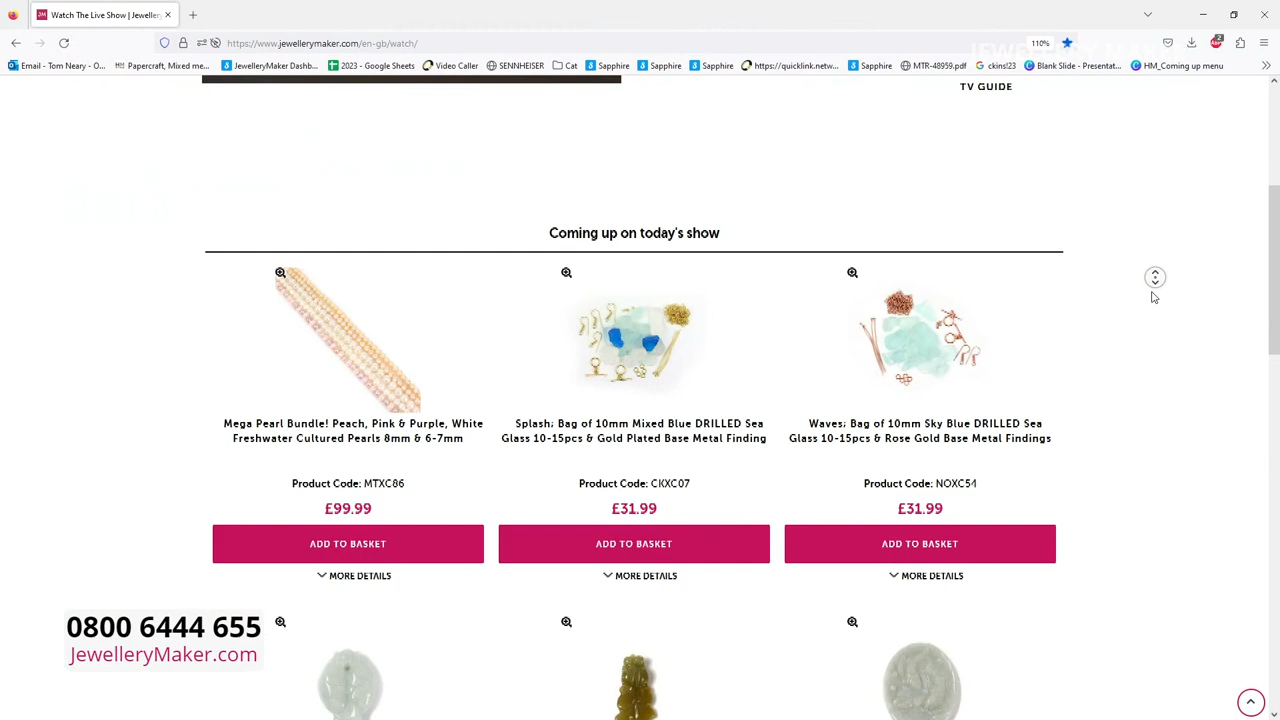 Watch The Live Show | Jewellery
https://www.jewellerymaker.com/en-gb/watch/
110%
JEWELLERY MAKER
2
Email - Tom Neary - O...
Papercraft, Mixed me...
JewelleryMaker Dashb...
2023 - Google Sheets
Video Caller
SENNHEISER
Cat
Sapphire
Sapphire
Sapphire
https://quicklink.netw...
Sapphire
MTR-48959.pdf
ckins!23
Blank Slide - Presentat...
HM_Coming up menu
TV GUIDE
Coming up on today's show
Mega Pearl Bundle! Peach, Pink & Purple, White
Freshwater Cultured Pearls 8mm & 6-7mm
Product Code: MTXC86
£99.99
ADD TO BASKET
MORE DETAILS
Splash; Bag of 10mm Mixed Blue DRILLED Sea
Glass 10-15pcs & Gold Plated Base Metal Finding
Product Code: CKXC07
£31.99
ADD TO BASKET
MORE DETAILS
Waves; Bag of 10mm Sky Blue DRILLED Sea
Glass 10-15pcs & Rose Gold Base Metal Findings
Product Code: NOXC54
£31.99
ADD TO BASKET
MORE DETAILS
0800 6444 655
JewelleryMaker.com